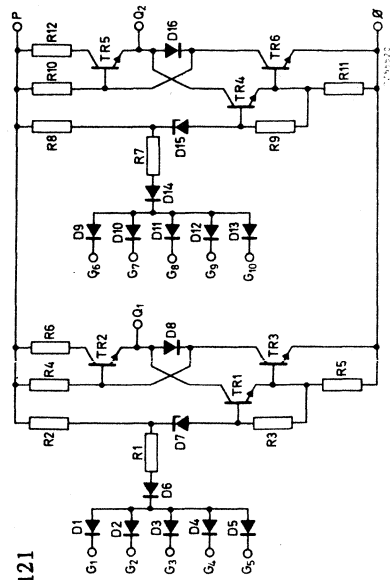 P
Ø
R12
R10
R8
TR5
Q2
D16
TR6
TR4
R11
R7
D15
R9
D14
D9
D10
D11
D12
D13
G6
G7
G8
G9
G10
R6
R4
R2
TR2
Q1
D8
TR3
TR1
R5
R1
D7
R3
D6
D1
D2
D3
D4
D5
G1
G2
G3
G4
G5
121